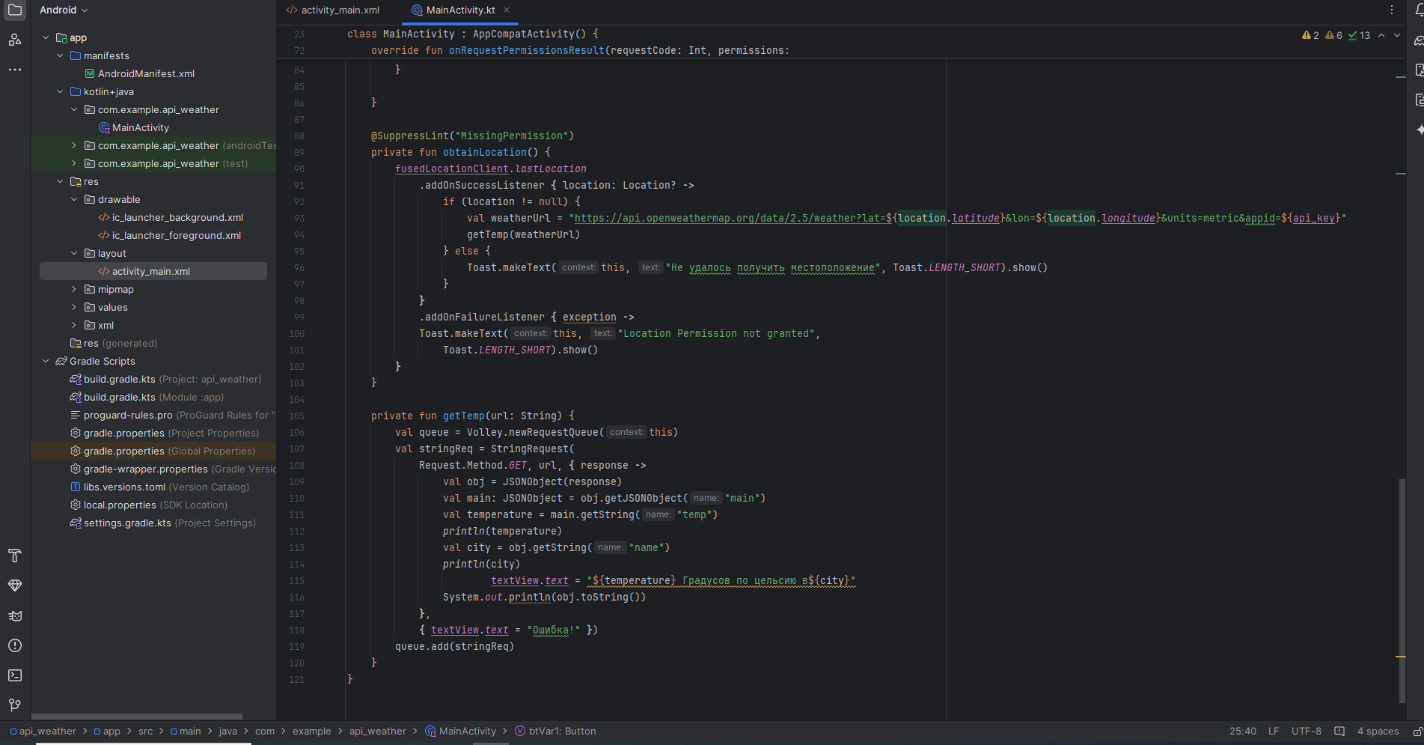 Android
activity_main.xml
MainActivity.kt
app
manifests
AndroidManifest.xml
kotlin+java
com.example.api_weather
MainActivity
com.example.api_weather (androidTes
com.example.api_weather (test)
res
drawable
ic_launcher_background.xml
ic_launcher_foreground.xml
layout
activity_main.xml
mipmap
values
xml
res (generated)
Gradle Scripts
build.gradle.kts (Project: api_weather)
build.gradle.kts (Module :app)
proguard-rules.pro (ProGuard Rules for "
gradle.properties (Project Properties)
gradle.properties (Global Properties)
gradle-wrapper.properties (Gradle Versio
libs.versions.toml (Version Catalog)
local.properties (SDK Location)
settings.gradle.kts (Project Settings)
2 6 13
23 class MainActivity : AppCompatActivity() {
72 override fun onRequestPermissionsResult(requestCode: Int, permissions:
84 }
85
86 }
87
88 @SuppressLint("MissingPermission")
89 private fun obtainLocation() {
90 fusedLocationClient.lastLocation
91 .addOnSuccessListener { location: Location? ->
92 if (location != null) {
93 val weatherUrl = "https://api.openweathermap.org/data/2.5/weather?lat=${location.latitude}&lon=${location.longitude}&units=metric&appid=${api_key}"
94 getTemp(weatherUrl)
95 } else {
96 Toast.makeText( context: this, text: "Не удалось получить местоположение", Toast.LENGTH_SHORT).show()
97 }
98 }
99 .addOnFailureListener { exception ->
100 Toast.makeText( context: this, text: "Location Permission not granted",
101 Toast.LENGTH_SHORT).show()
102 }
103 }
104
105 private fun getTemp(url: String) {
106 val queue = Volley.newRequestQueue( context: this)
107 val stringReq = StringRequest(
108 Request.Method.GET, url, { response ->
109 val obj = JSONObject(response)
110 val main: JSONObject = obj.getJSONObject( name: "main")
111 val temperature = main.getString( name: "temp")
112 println(temperature)
113 val city = obj.getString( name: "name")
114 println(city)
115 textView.text = "${temperature} Градусов по цельсию в${city}"
116 System.out.println(obj.toString())
117 },
118 { textView.text = "Ошибка!" })
119 queue.add(stringReq)
120 }
121 }
api_weather > app > src > main > java > com > example > api_weather > MainActivity > btVar1: Button
25:40 LF UTF-8 4 spaces